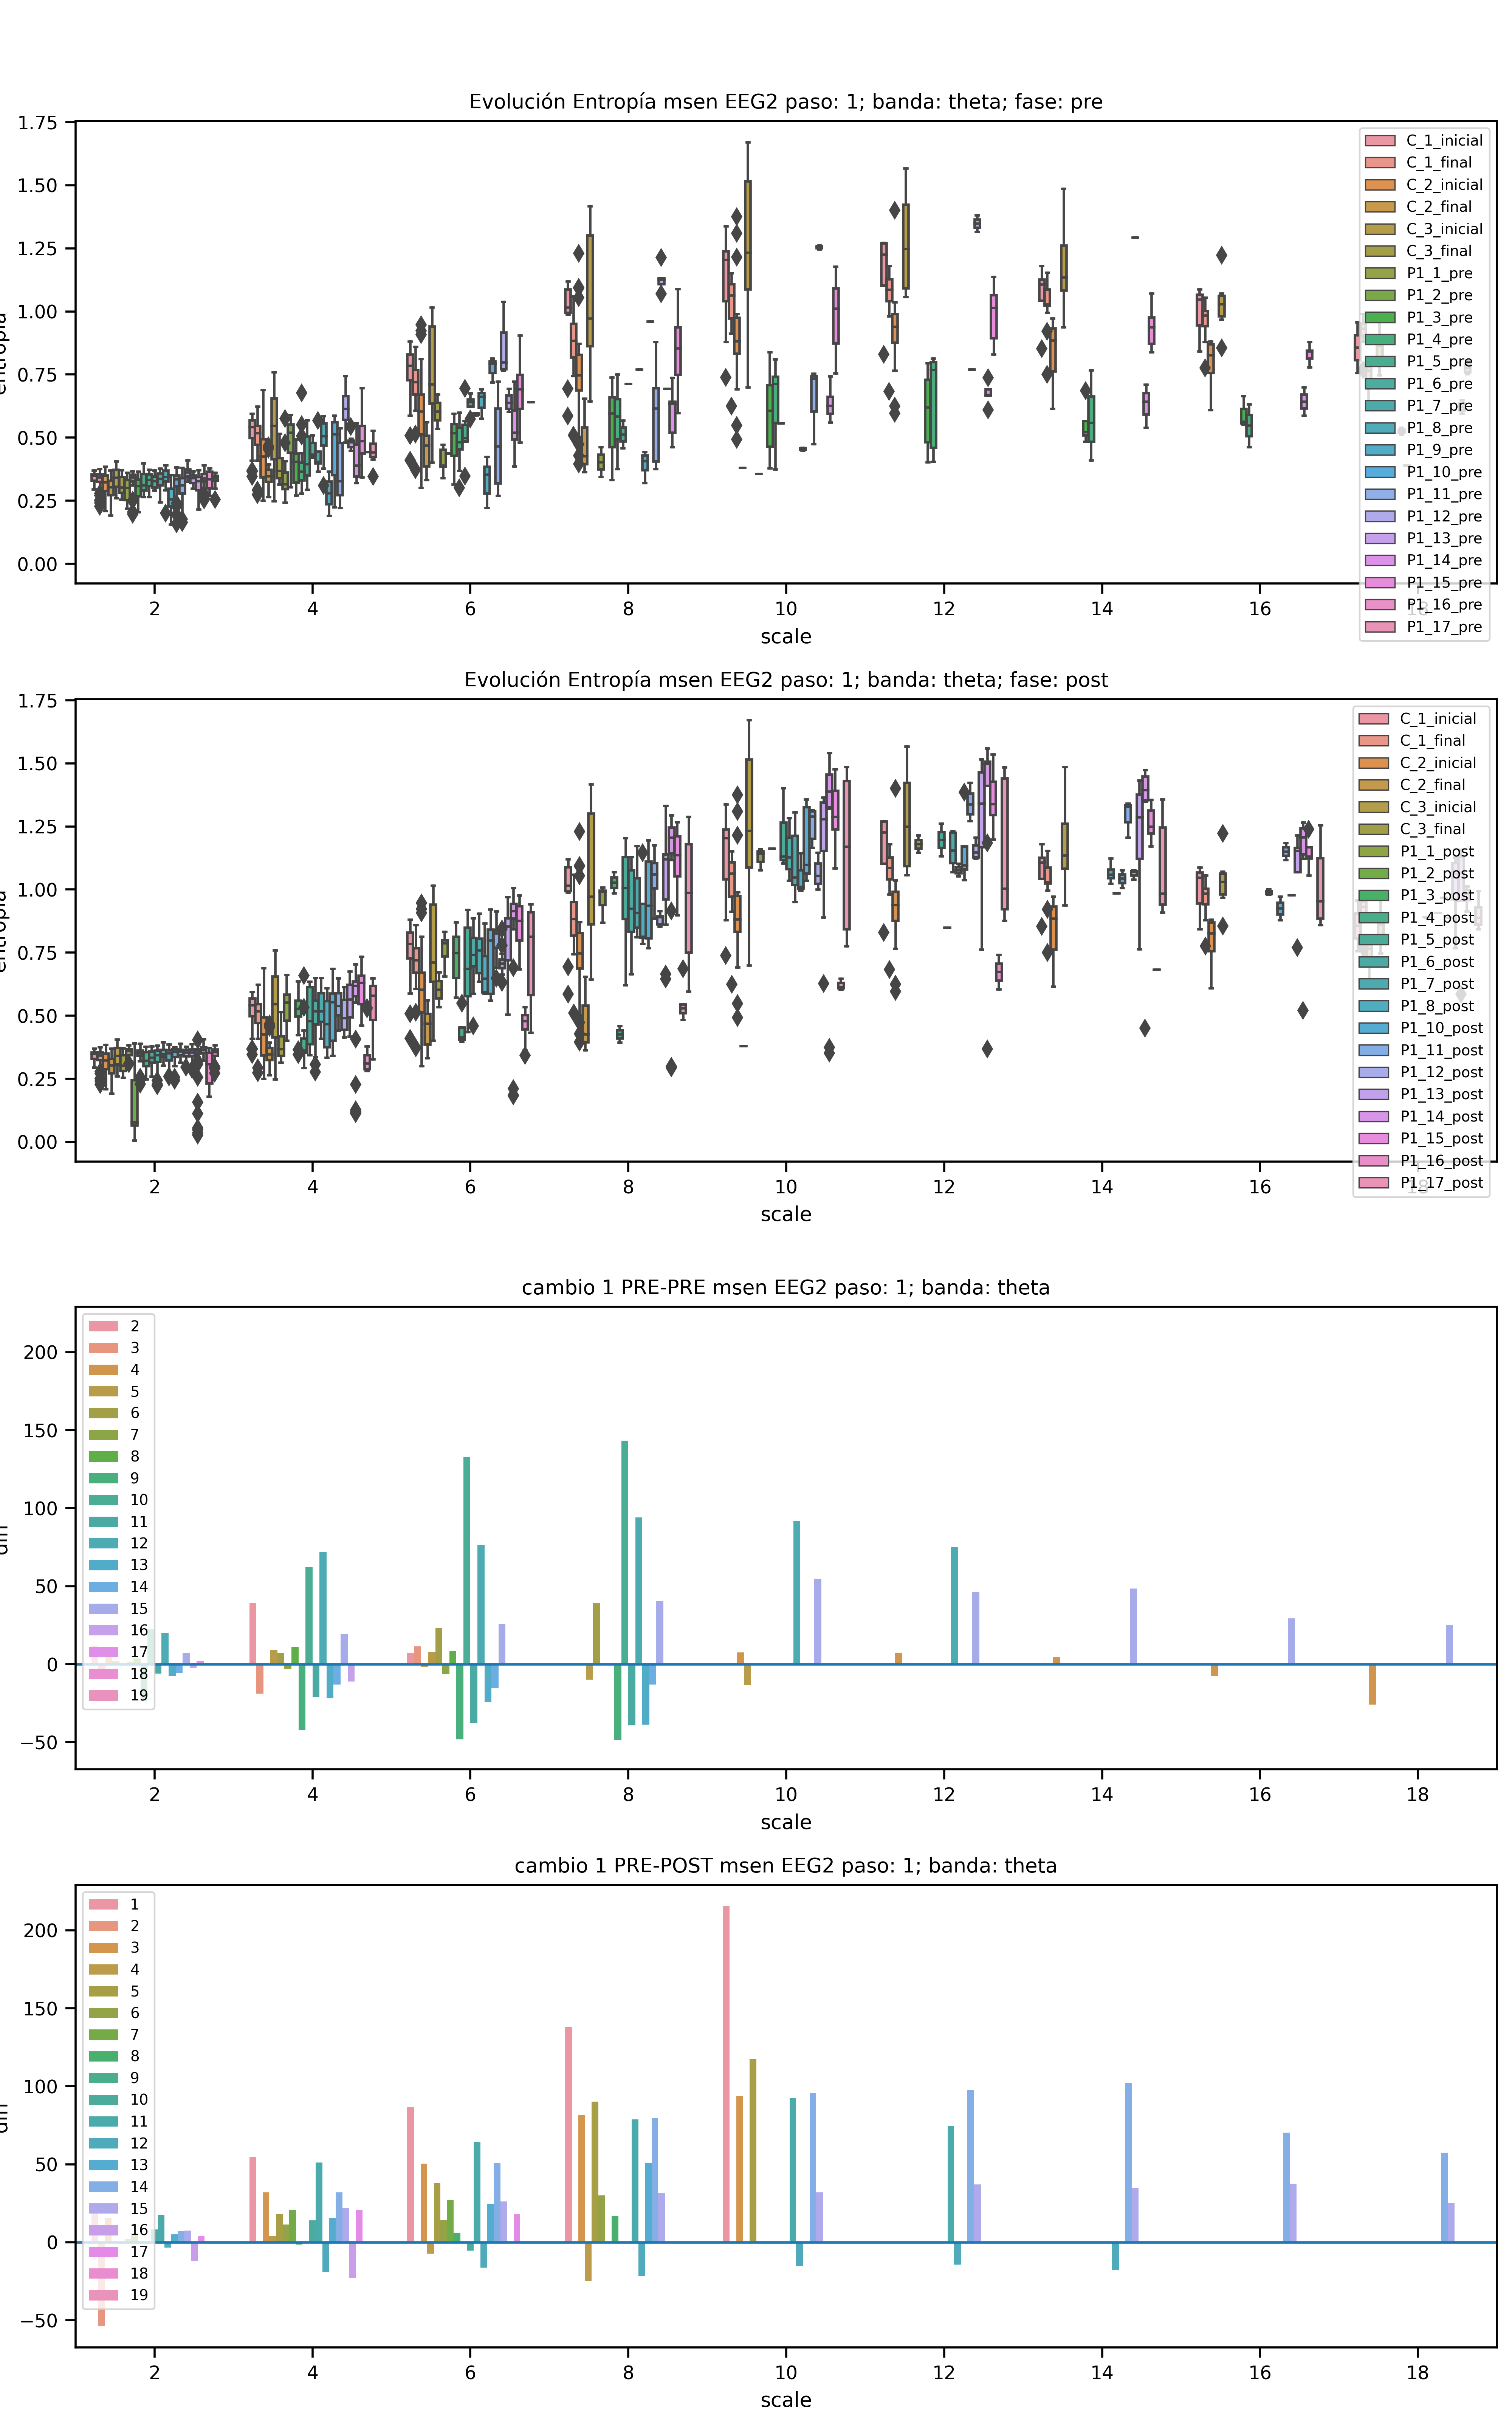 Evolución Entropía msen EEG2 paso: 1; banda: theta; fase: pre
1.75
1.50
1.25
1.00
0.75
0.50
0.25
0.00
C_1_inicial
C_1_final
C_2_inicial
C_2_final
C_3_inicial
C_3_final
P1_1_pre
P1_2_pre
P1_3_pre
P1_4_pre
P1_5_pre
P1_6_pre
P1_7_pre
P1_8_pre
P1_9_pre
P1_10_pre
P1_11_pre
P1_12_pre
P1_13_pre
P1_14_pre
P1_15_pre
P1_16_pre
P1_17_pre
2 4 6 8 10 12 14 16 18
scale
Evolución Entropía msen EEG2 paso: 1; banda: theta; fase: post
1.75
1.50
1.25
1.00
0.75
0.50
0.25
0.00
C_1_inicial
C_1_final
C_2_inicial
C_2_final
C_3_inicial
C_3_final
P1_1_post
P1_2_post
P1_3_post
P1_4_post
P1_5_post
P1_6_post
P1_7_post
P1_8_post
P1_10_post
P1_11_post
P1_12_post
P1_13_post
P1_14_post
P1_15_post
P1_16_post
P1_17_post
2 4 6 8 10 12 14 16 18
scale
cambio 1 PRE-PRE msen EEG2 paso: 1; banda: theta
200
150
100
50
0
−50
2
3
4
5
6
7
8
9
10
11
12
13
14
15
16
17
18
19
2 4 6 8 10 12 14 16 18
scale
cambio 1 PRE-POST msen EEG2 paso: 1; banda: theta
200
150
100
50
0
−50
1
2
3
4
5
6
7
8
9
10
11
12
13
14
15
16
17
18
19
2 4 6 8 10 12 14 16 18
scale